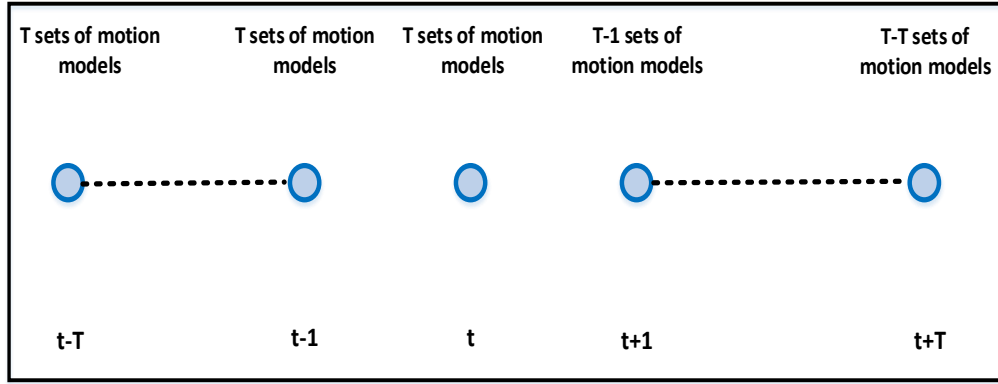 T sets of motion
models
T sets of motion
models
T sets of motion
models
T-1 sets of
motion models
T-T sets of
motion models
t-T
t-1
t
t+1
t+T